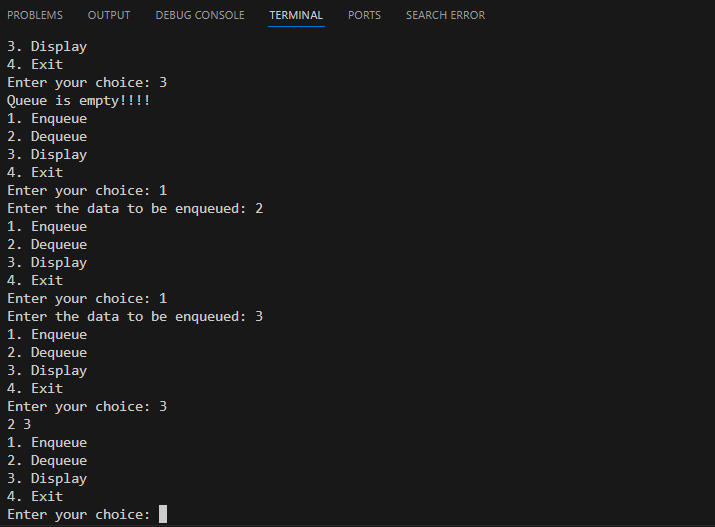 PROBLEMS OUTPUT DEBUG CONSOLE TERMINAL PORTS SEARCH ERROR
3. Display
4. Exit
Enter your choice: 3
Queue is empty!!!!
1. Enqueue
2. Dequeue
3. Display
4. Exit
Enter your choice: 1
Enter the data to be enqueued: 2
1. Enqueue
2. Dequeue
3. Display
4. Exit
Enter your choice: 1
Enter the data to be enqueued: 3
1. Enqueue
2. Dequeue
3. Display
4. Exit
Enter your choice: 3
2 3
1. Enqueue
2. Dequeue
3. Display
4. Exit
Enter your choice: